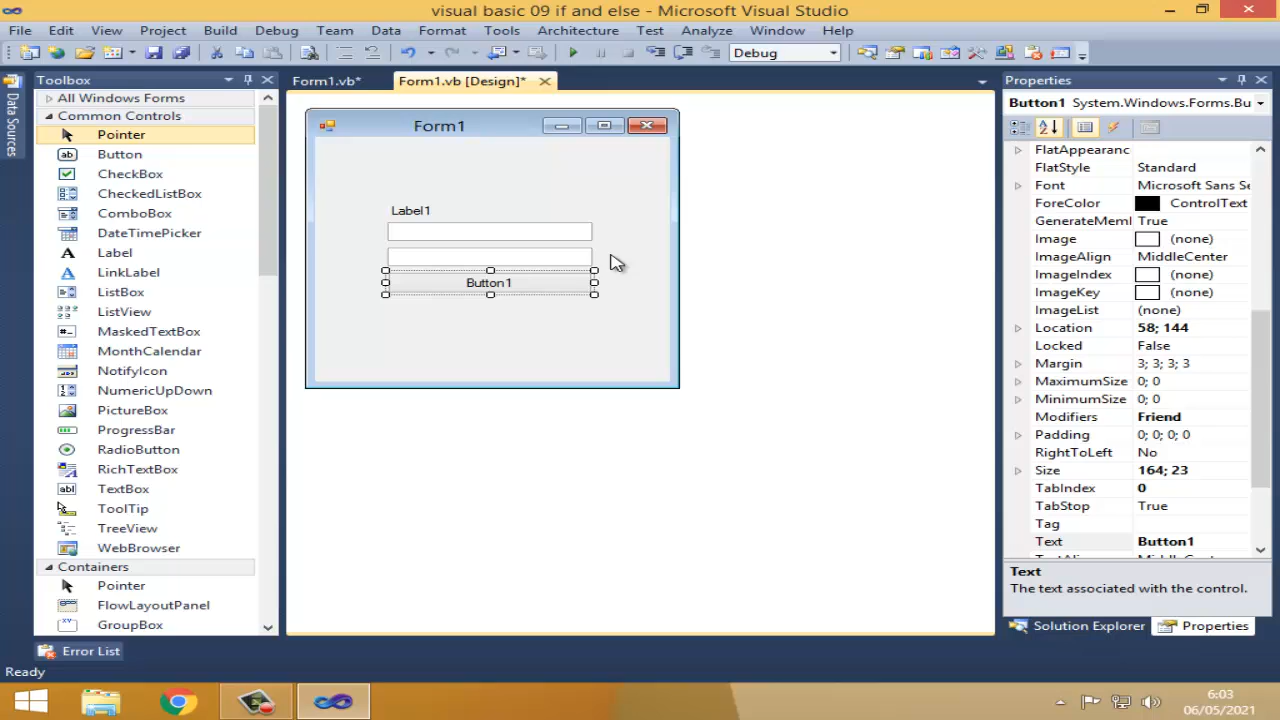 visual basic 09 if and else - Microsoft Visual Studio
File Edit View Project Build Debug Team Data Format Tools Architecture Test Analyze Window Help
Debug
Data Sources
Toolbox
All Windows Forms
Common Controls
Pointer
Button
CheckBox
CheckedListBox
ComboBox
DateTimePicker
Label
LinkLabel
ListBox
ListView
MaskedTextBox
MonthCalendar
NotifyIcon
NumericUpDown
PictureBox
ProgressBar
RadioButton
RichTextBox
TextBox
ToolTip
TreeView
WebBrowser
Containers
Pointer
FlowLayoutPanel
GroupBox
Form1.vb* Form1.vb [Design]*
Form1
Label1
Button1
Properties
Button1 System.Windows.Forms.Bu
FlatAppearanc
FlatStyle Standard
Font Microsoft Sans Se
ForeColor ControlText
GenerateMeml True
Image (none)
ImageAlign MiddleCenter
ImageIndex (none)
ImageKey (none)
ImageList (none)
Location 58; 144
Locked False
Margin 3; 3; 3; 3
MaximumSize 0; 0
MinimumSize 0; 0
Modifiers Friend
Padding 0; 0; 0; 0
RightToLeft No
Size 164; 23
TabIndex 0
TabStop True
Tag
Text Button1
Text
The text associated with the control.
Solution Explorer Properties
Error List
Ready
6:03
06/05/2021